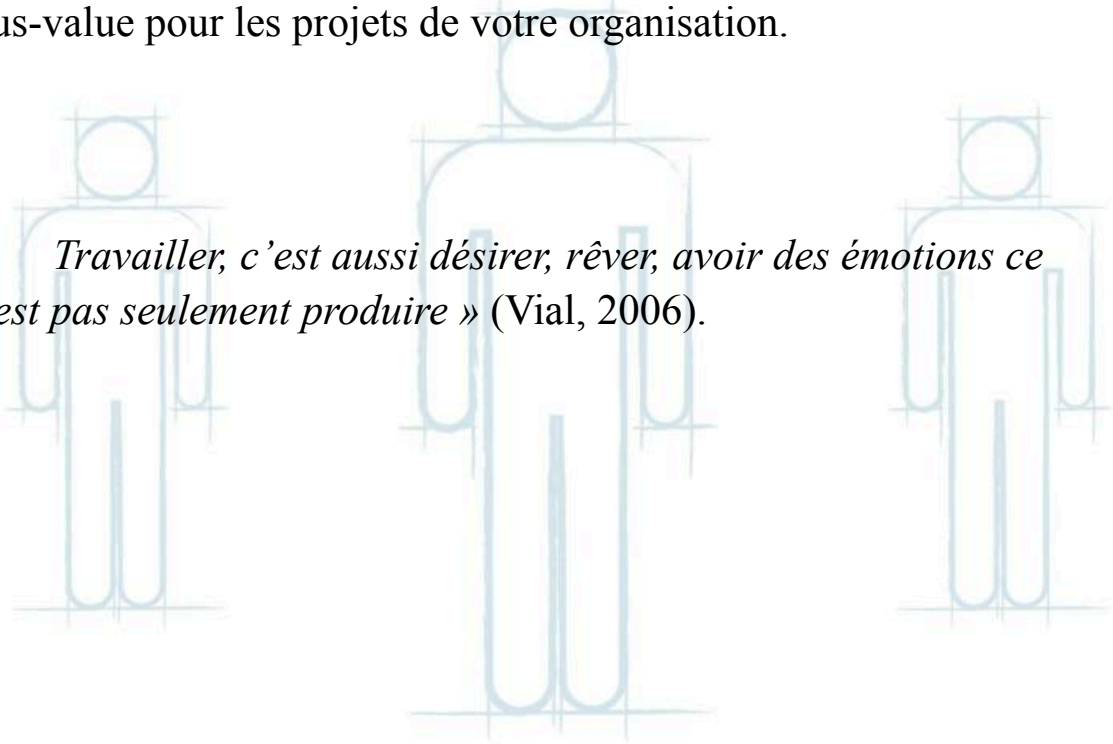 us-value pour les projets de votre organisation.
Travailler, c’est aussi désirer, rêver, avoir des émotions ce
est pas seulement produire » (Vial, 2006).